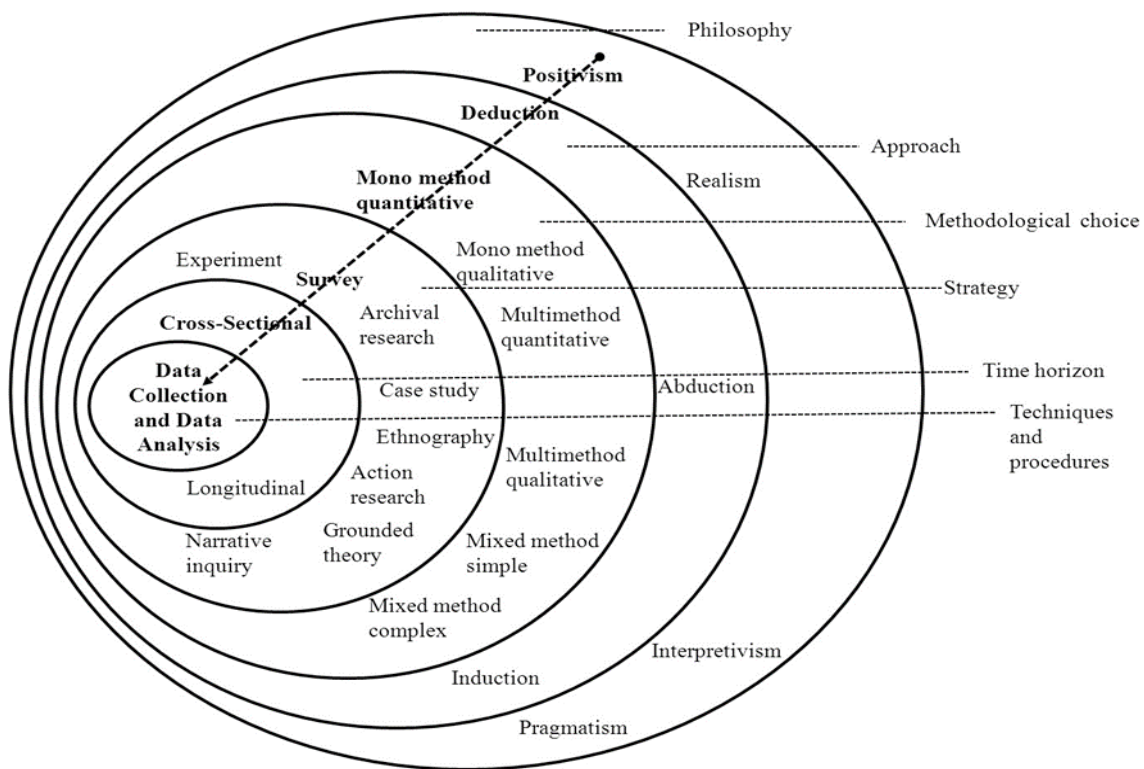 Philosophy
Positivism
Deduction
Approach
Realism
Mono method
quantitative
Methodological choice
Mono method
qualitative
Experiment
Survey
Strategy
Archival
research
Multimethod
quantitative
Cross-Sectional
Data
Collection
and Data
Analysis
Time horizon
Case study
Abduction
Techniques
and
procedures
Ethnography
Multimethod
qualitative
Longitudinal
Action
research
Narrative
inquiry
Grounded
theory
Mixed method
simple
Mixed method
complex
Interpretivism
Induction
Pragmatism